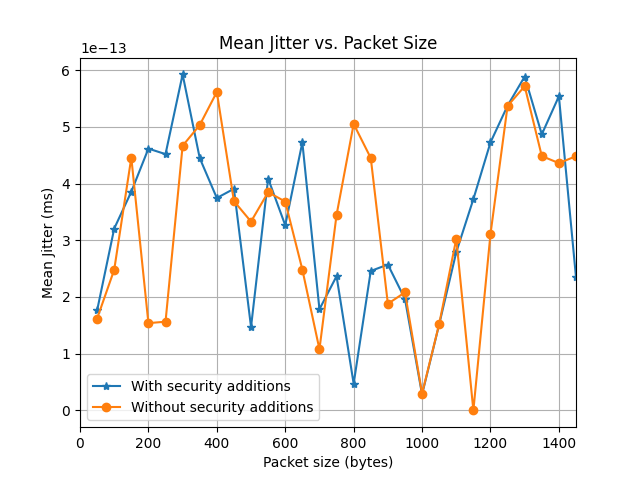 Mean Jitter vs. Packet Size
1e−13
6
5
4
3
2
1
0
Mean Jitter (ms)
With security additions
Without security additions
0 200 400 600 800 1000 1200 1400
Packet size (bytes)